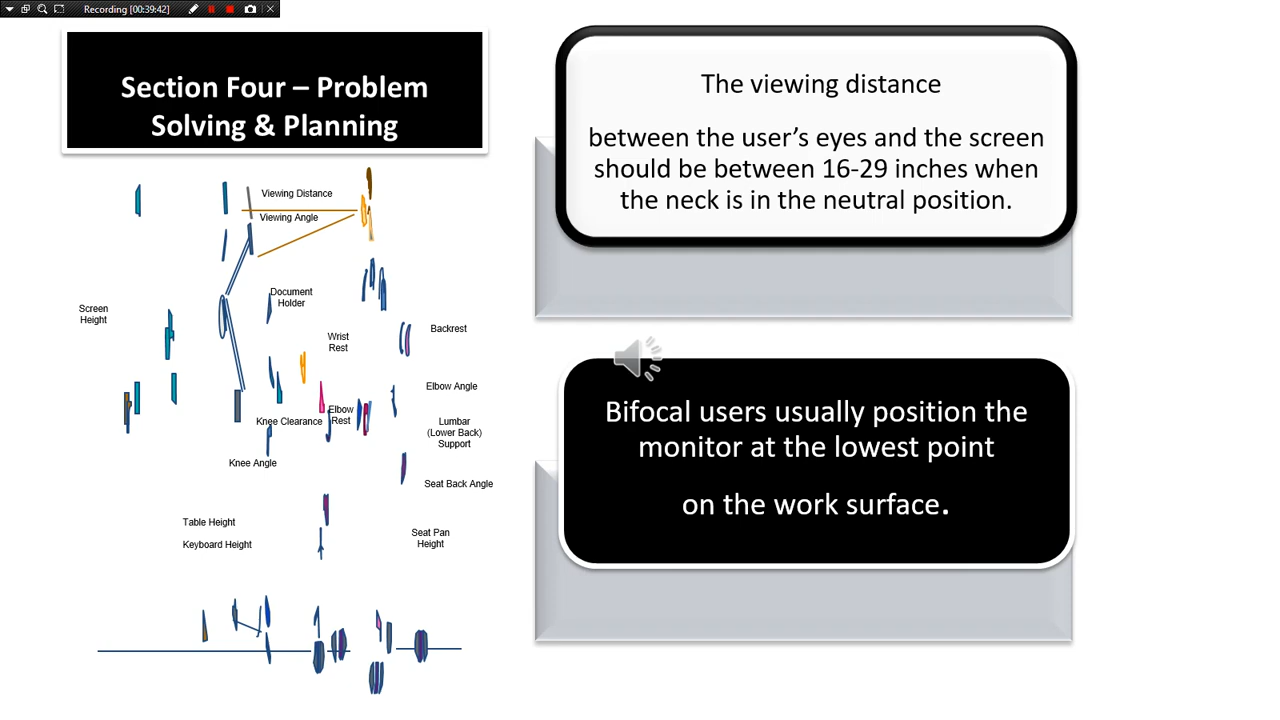 Recording [00:39:42]
Section Four – Problem
Solving & Planning
The viewing distance
between the user's eyes and the screen
should be between 16-29 inches when
the neck is in the neutral position.
Bifocal users usually position the
monitor at the lowest point
on the work surface.
Viewing Distance
Viewing Angle
Document
Holder
Screen
Height
Wrist
Rest
Backrest
Elbow Angle
Elbow
Rest
Knee Clearance
Lumbar
(Lower Back)
Support
Knee Angle
Seat Back Angle
Table Height
Keyboard Height
Seat Pan
Height